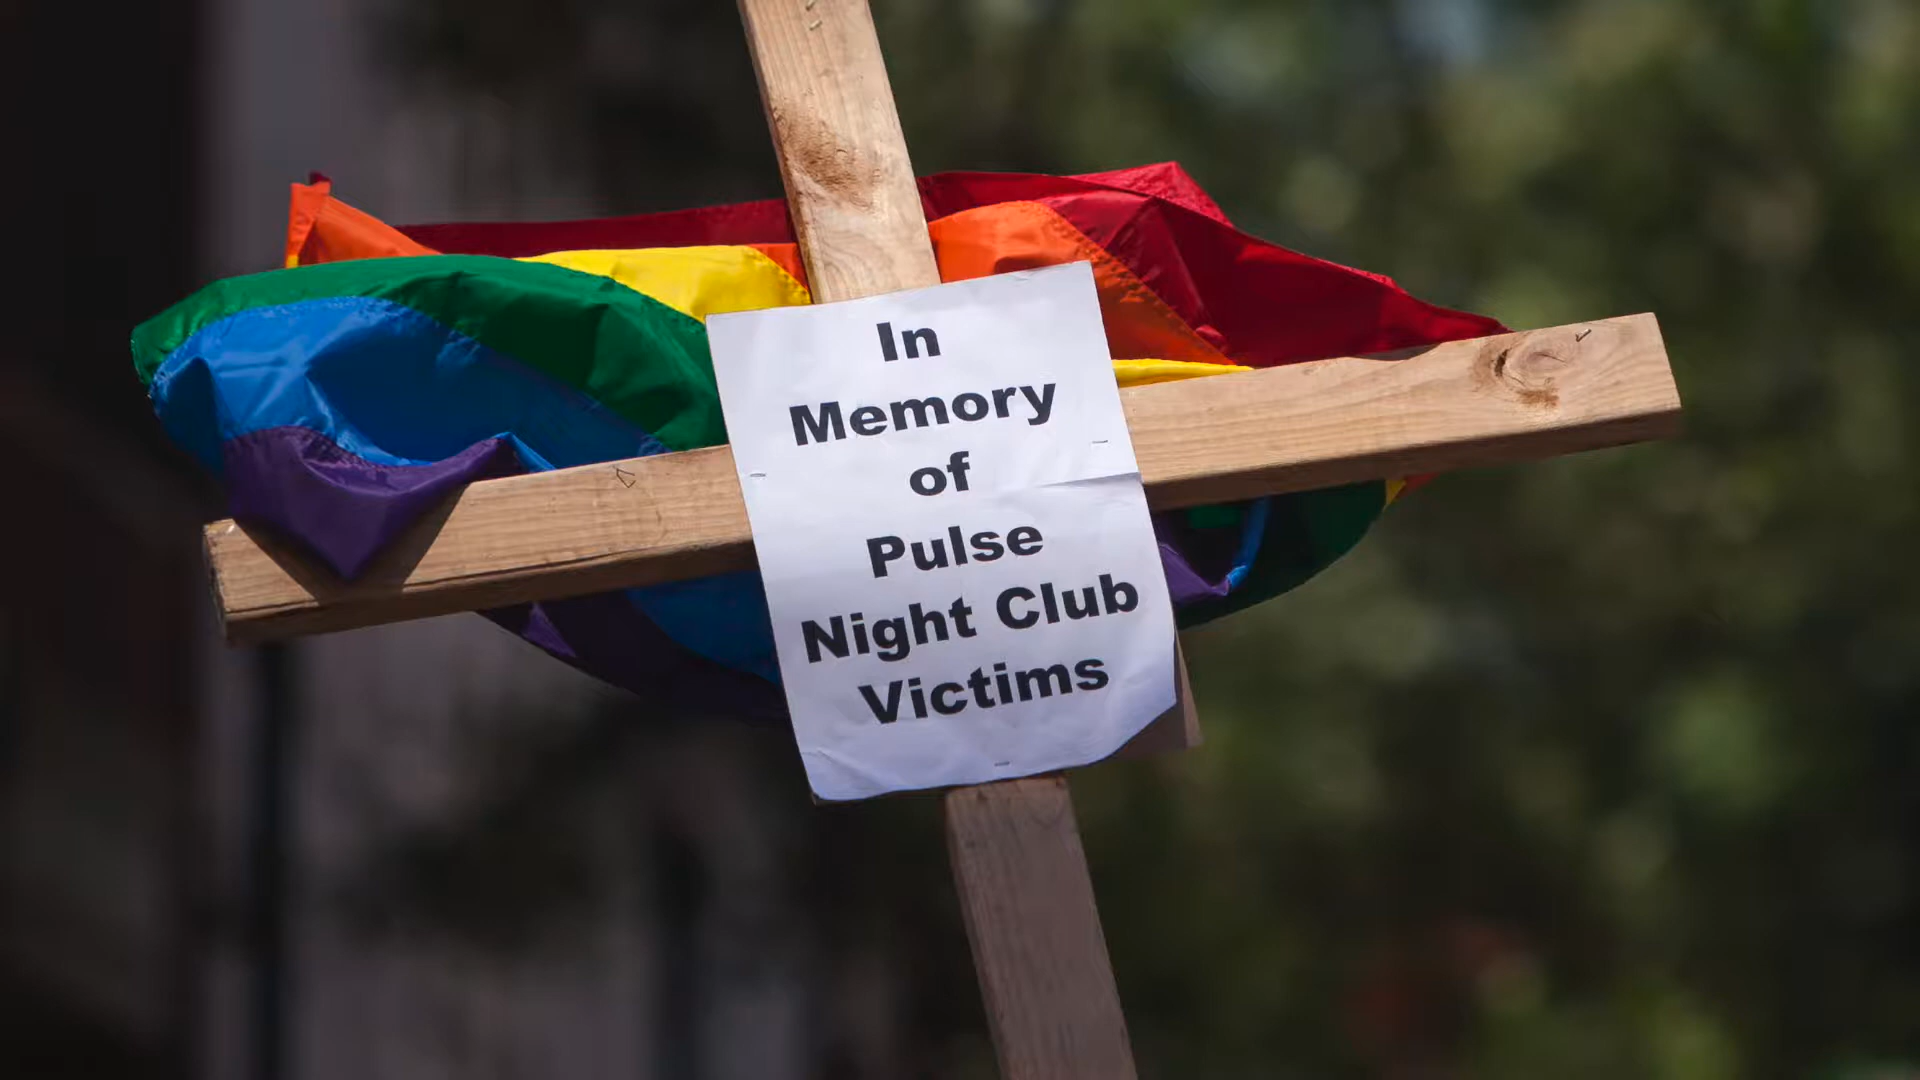 In
Memory
of
Pulse
Night Club
Victims